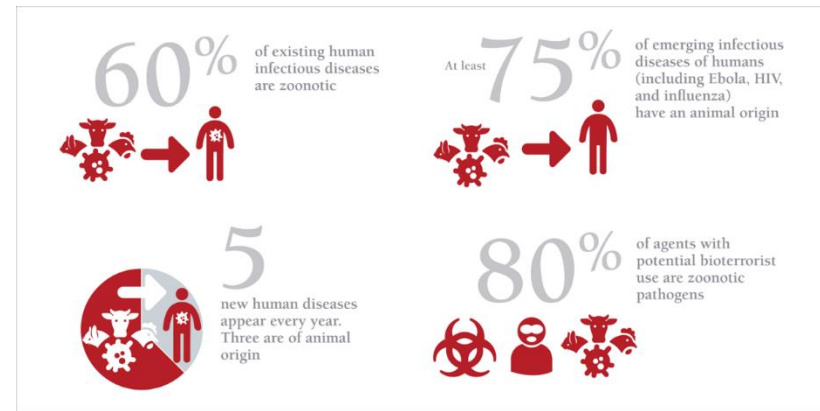 60%
of existing human
infectious diseases
are zoonotic
At least 75%
of emerging infectious
diseases of humans
(including Ebola, HIV,
and influenza)
have an animal origin
5
new human diseases
appear every year.
Three are of animal
origin
80%
of agents with
potential bioterrorist
use are zoonotic
pathogens